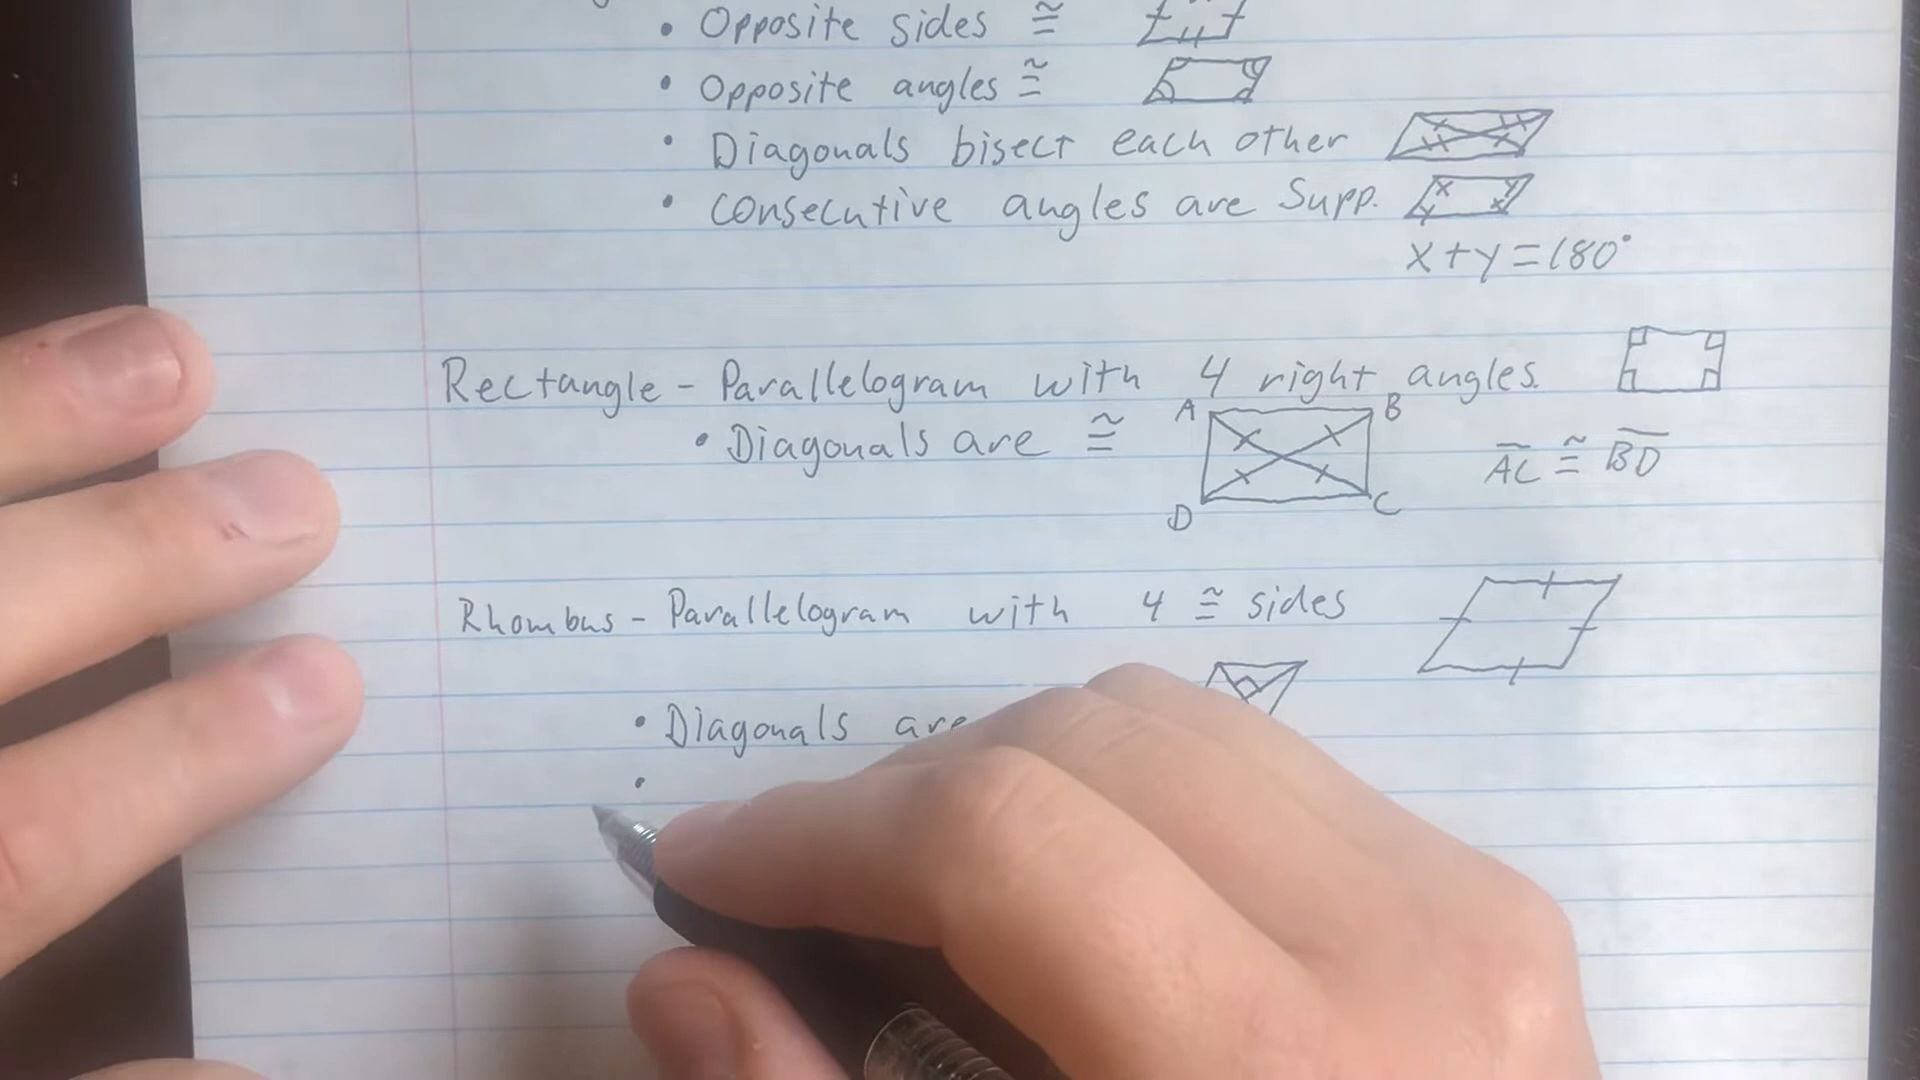 • Opposite sides ≅
• Opposite angles ≅
• Diagonals bisect each other
• Consecutive angles are Supp.
x y
y x
x + y = 180°
Rectangle - Parallelogram with 4 right angles.
A B
• Diagonals are ≅
AC ≅ BD
D C
Rhombus - Parallelogram with 4 ≅ sides
• Diagonals are
•